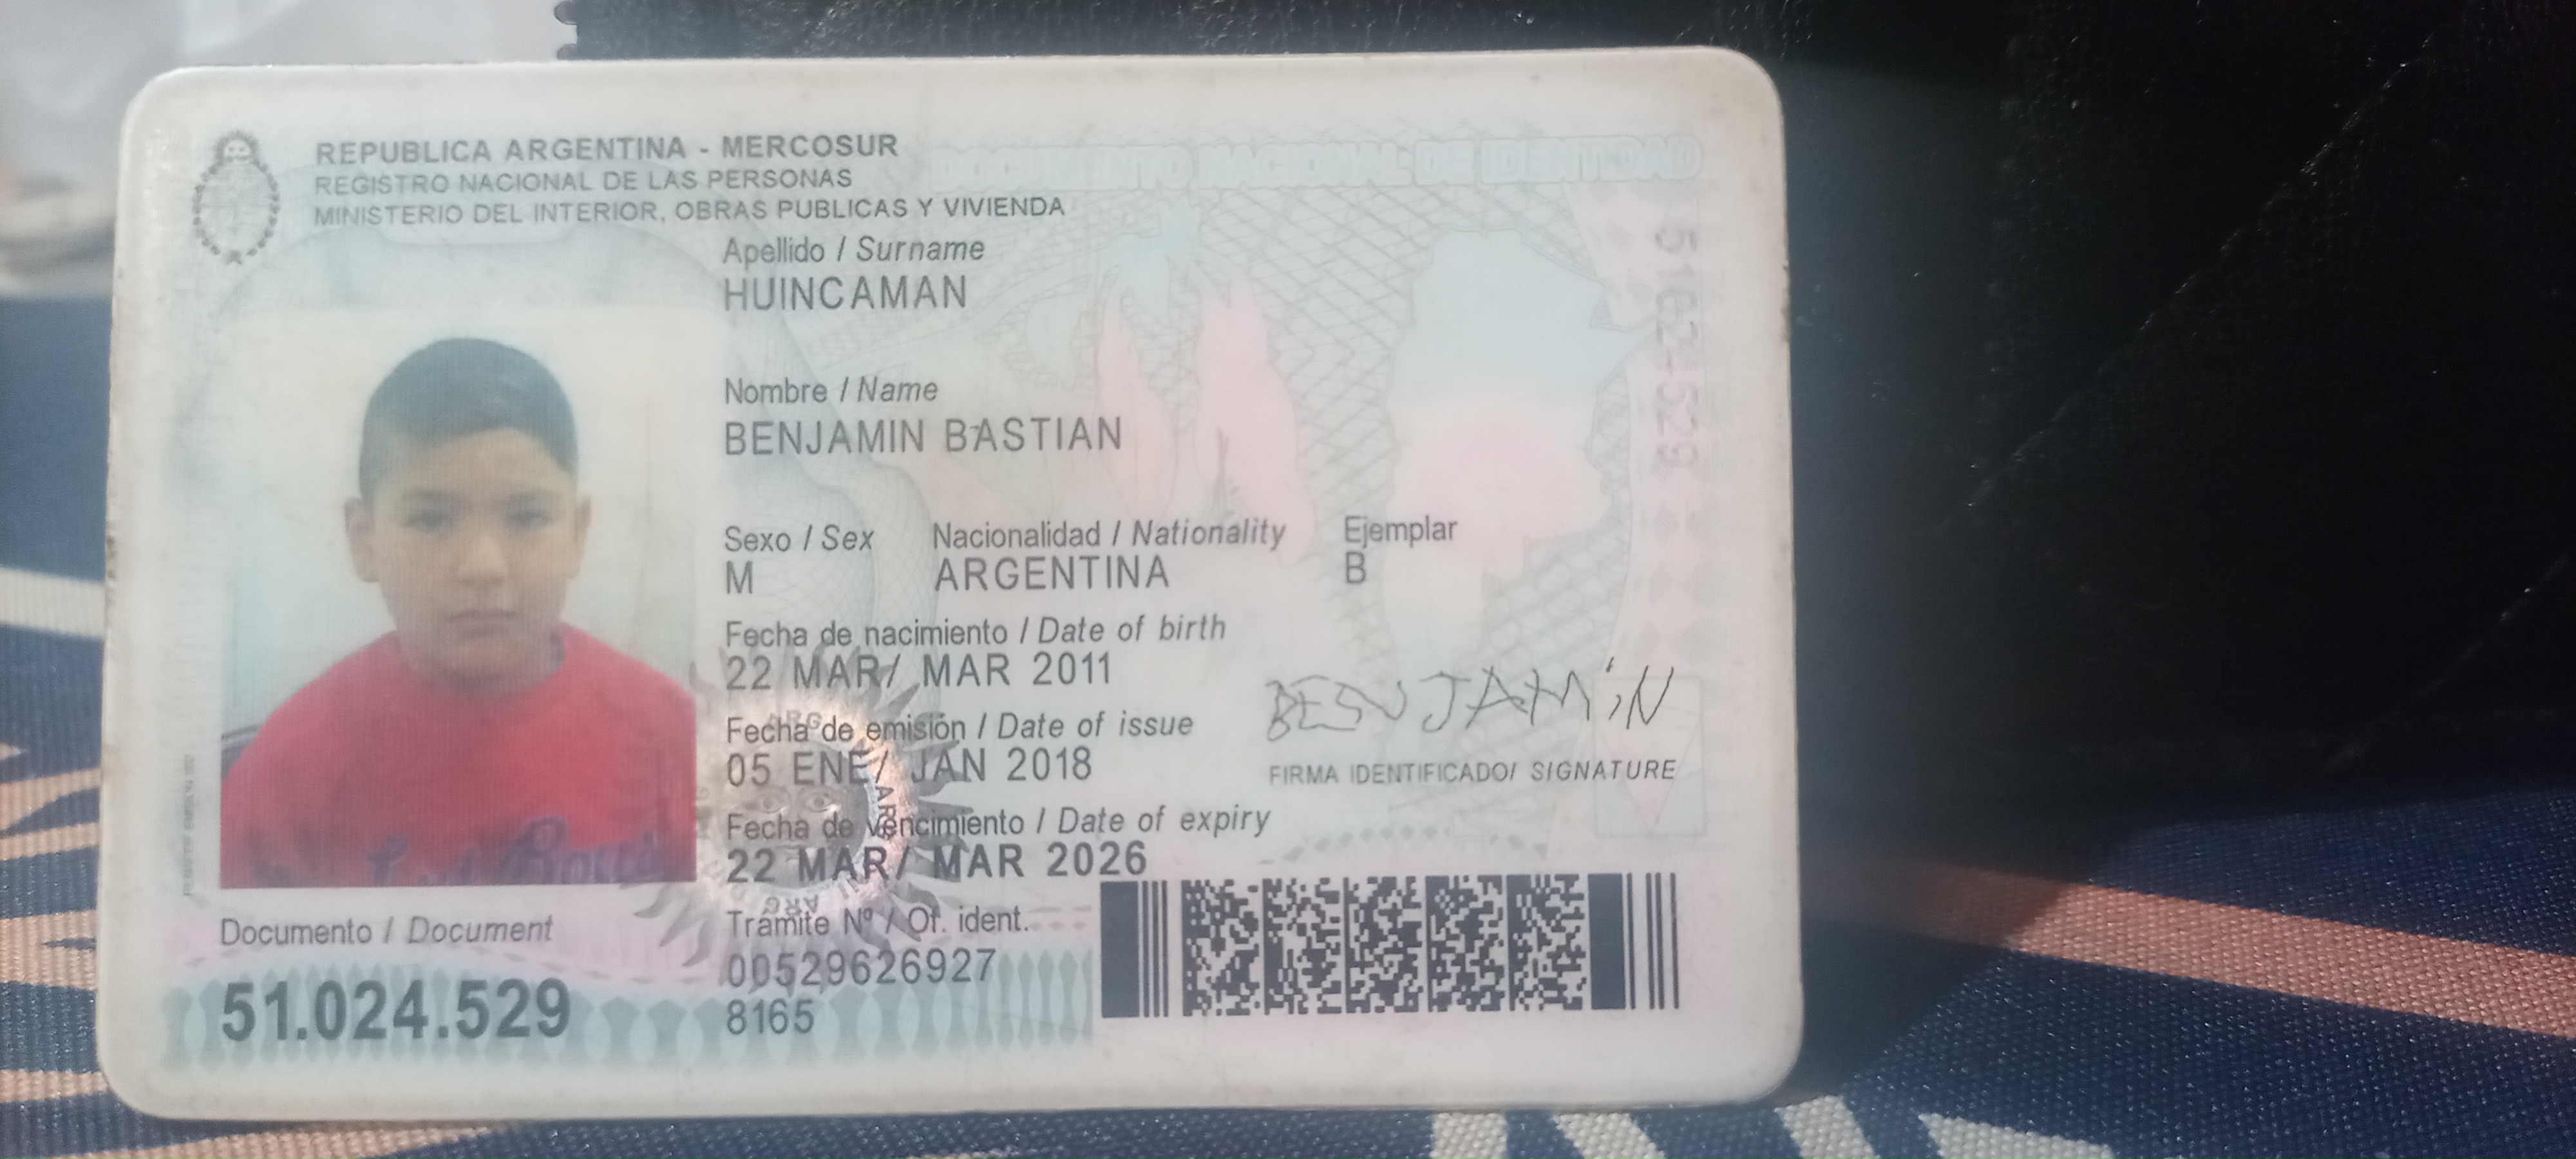 REPUBLICA ARGENTINA - MERCOSUR
REGISTRO NACIONAL DE LAS PERSONAS
MINISTERIO DEL INTERIOR, OBRAS PUBLICAS Y VIVIENDA
DOCUMENTO NACIONAL DE IDENTIDAD
Apellido / Surname
HUINCAMAN
Nombre / Name
BENJAMIN BASTIAN
Sexo / Sex Nacionalidad / Nationality Ejemplar
M ARGENTINA B
Fecha de nacimiento / Date of birth
22 MAR/ MAR 2011
Fecha de emisión / Date of issue
05 ENE/ JAN 2018
BENJAMíN
FIRMA IDENTIFICADO/ SIGNATURE
Fecha de vencimiento / Date of expiry
22 MAR/ MAR 2026
Documento / Document
51.024.529
Trámite Nº / Of. ident.
00529626927
8165